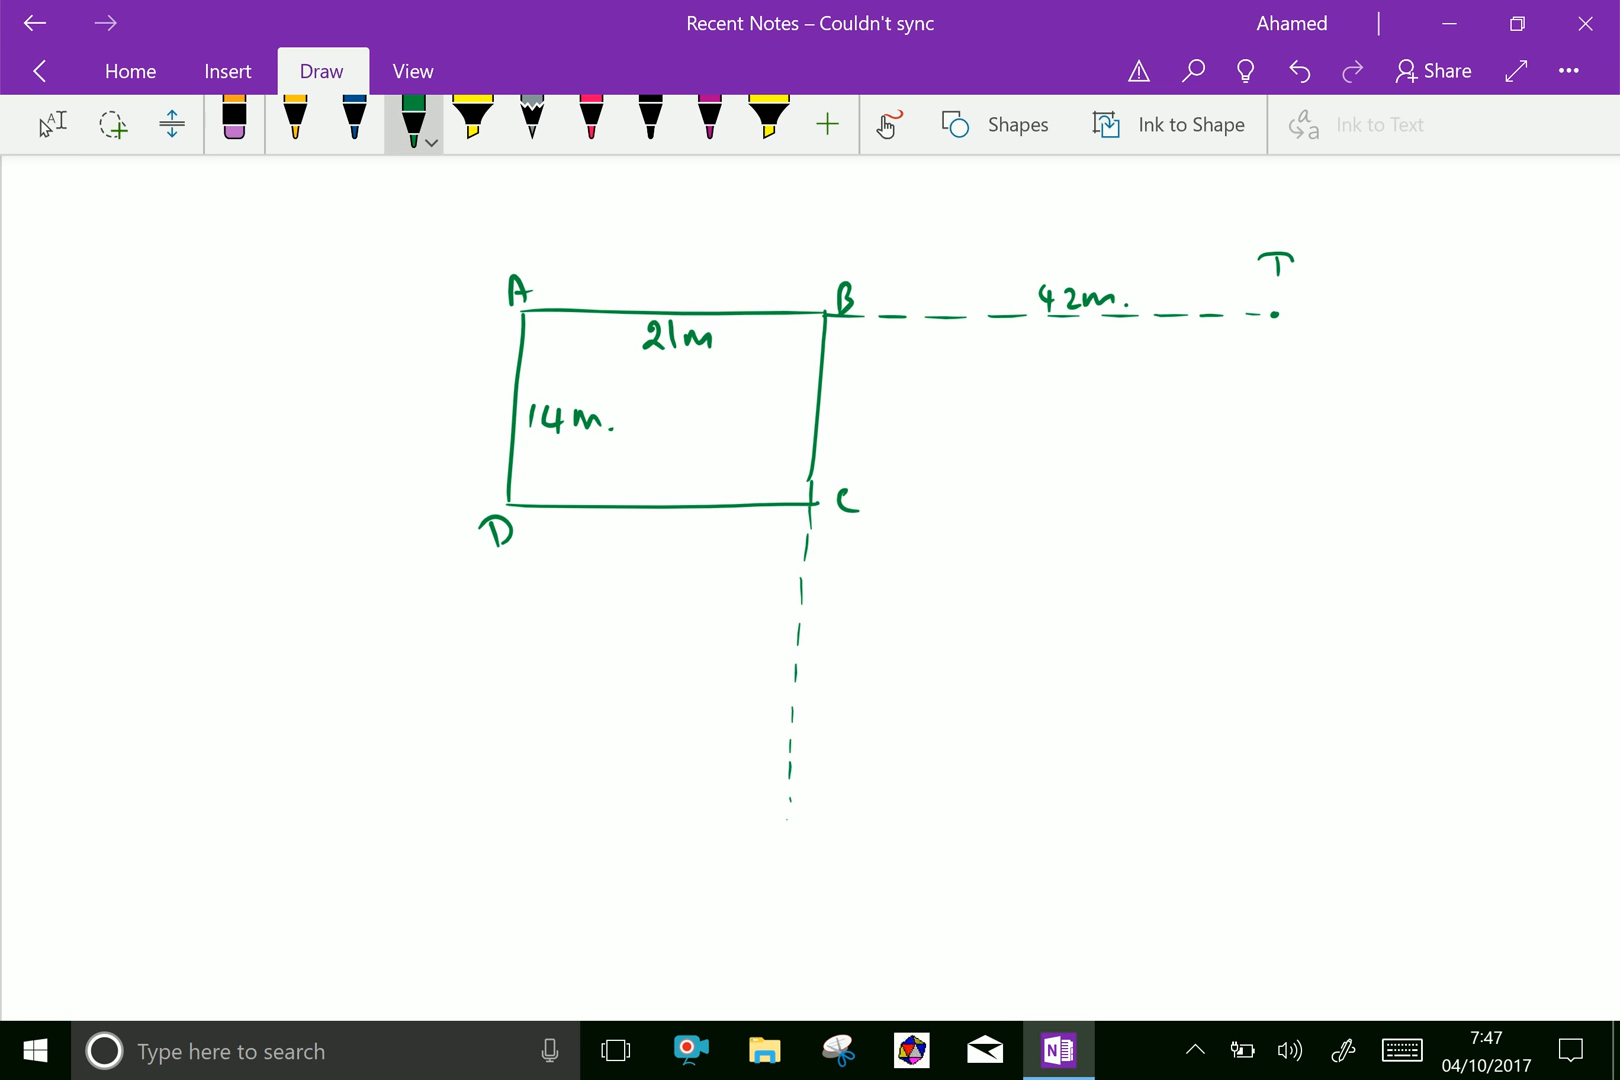 Recent Notes – Couldn't sync
Ahamed
Home Insert Draw View
Share
Shapes
Ink to Shape
Ink to Text
T
A
B
42m.
21m
14m.
C
D
Type here to search
7:47
04/10/2017